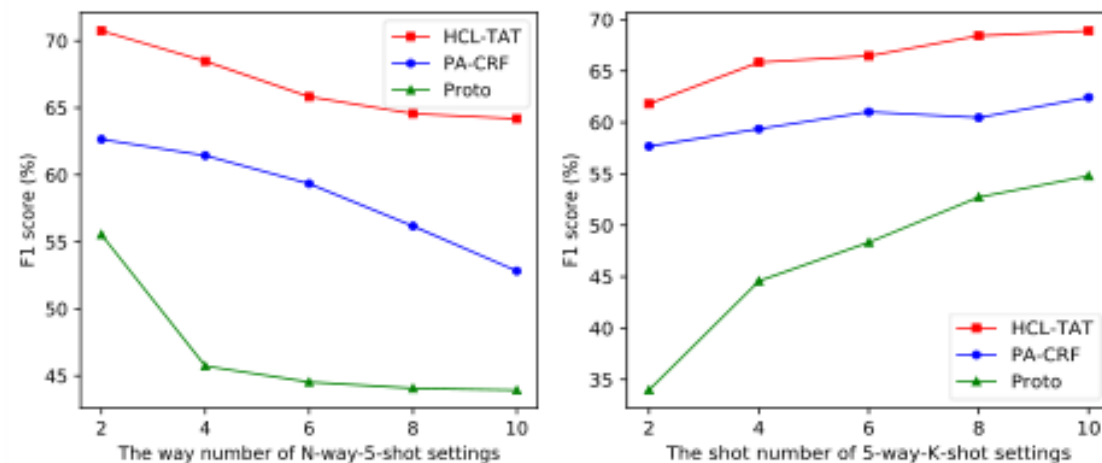 70
65
60
55
50
45
F1 score (%)
HCL-TAT
PA-CRF
Proto
2 4 6 8 10
The way number of N-way-5-shot settings
70
65
60
55
50
45
40
35
F1 score (%)
HCL-TAT
PA-CRF
Proto
2 4 6 8 10
The shot number of 5-way-K-shot settings